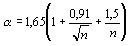 α = 1,65(1 + 0,91/√n + 1,5/n)